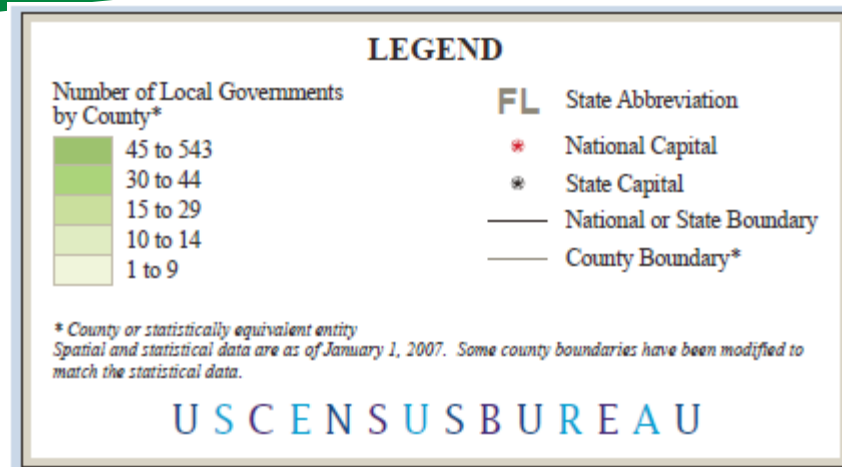 LEGEND
Number of Local Governments
by County*
45 to 543
30 to 44
15 to 29
10 to 14
1 to 9
FL State Abbreviation
National Capital
State Capital
National or State Boundary
County Boundary*
* County or statistically equivalent entity
Spatial and statistical data are as of January 1, 2007. Some county boundaries have been modified to
match the statistical data.
USCENSUSBUREAU